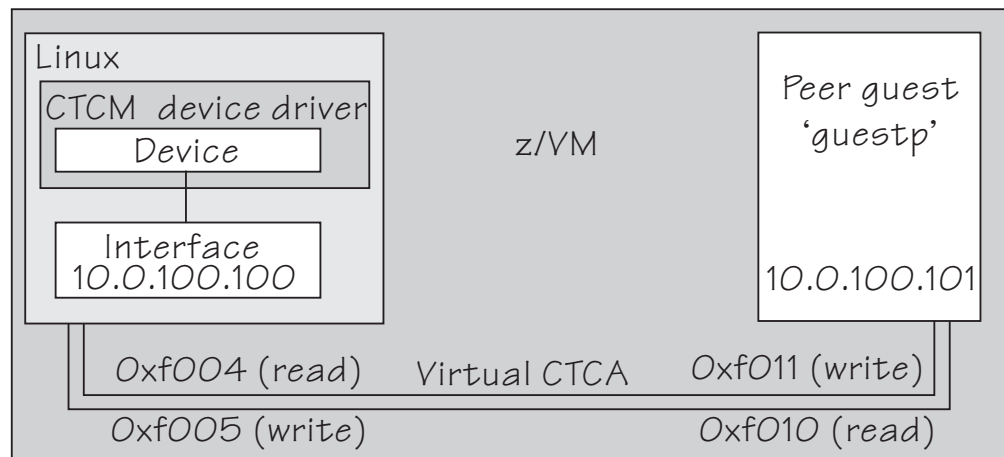 Linux
CTCM device driver
Device
Interface
10.0.100.100
z/VM
Peer guest
‘guestp’
10.0.100.101
0xf004 (read)
Virtual CTCA
0xf011 (write)
0xf005 (write)
0xf010 (read)